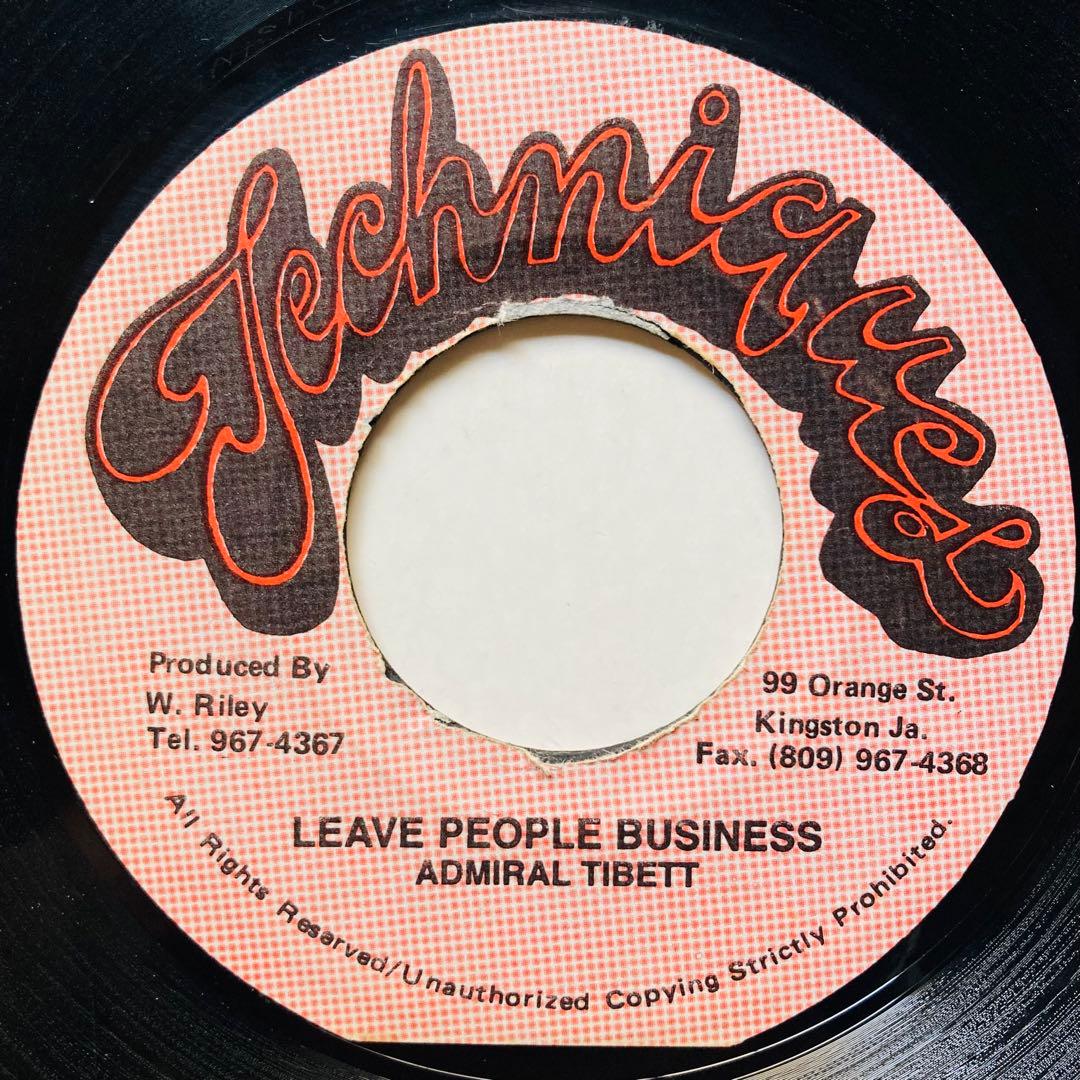 Techniques
Produced By
W. Riley
Tel. 967-4367
99 Orange St.
Kingston Ja.
Fax. (809) 967-4368
LEAVE PEOPLE BUSINESS
ADMIRAL TIBETT
All Rights Reserved/Unauthorized Copying Strictly Prohibited.